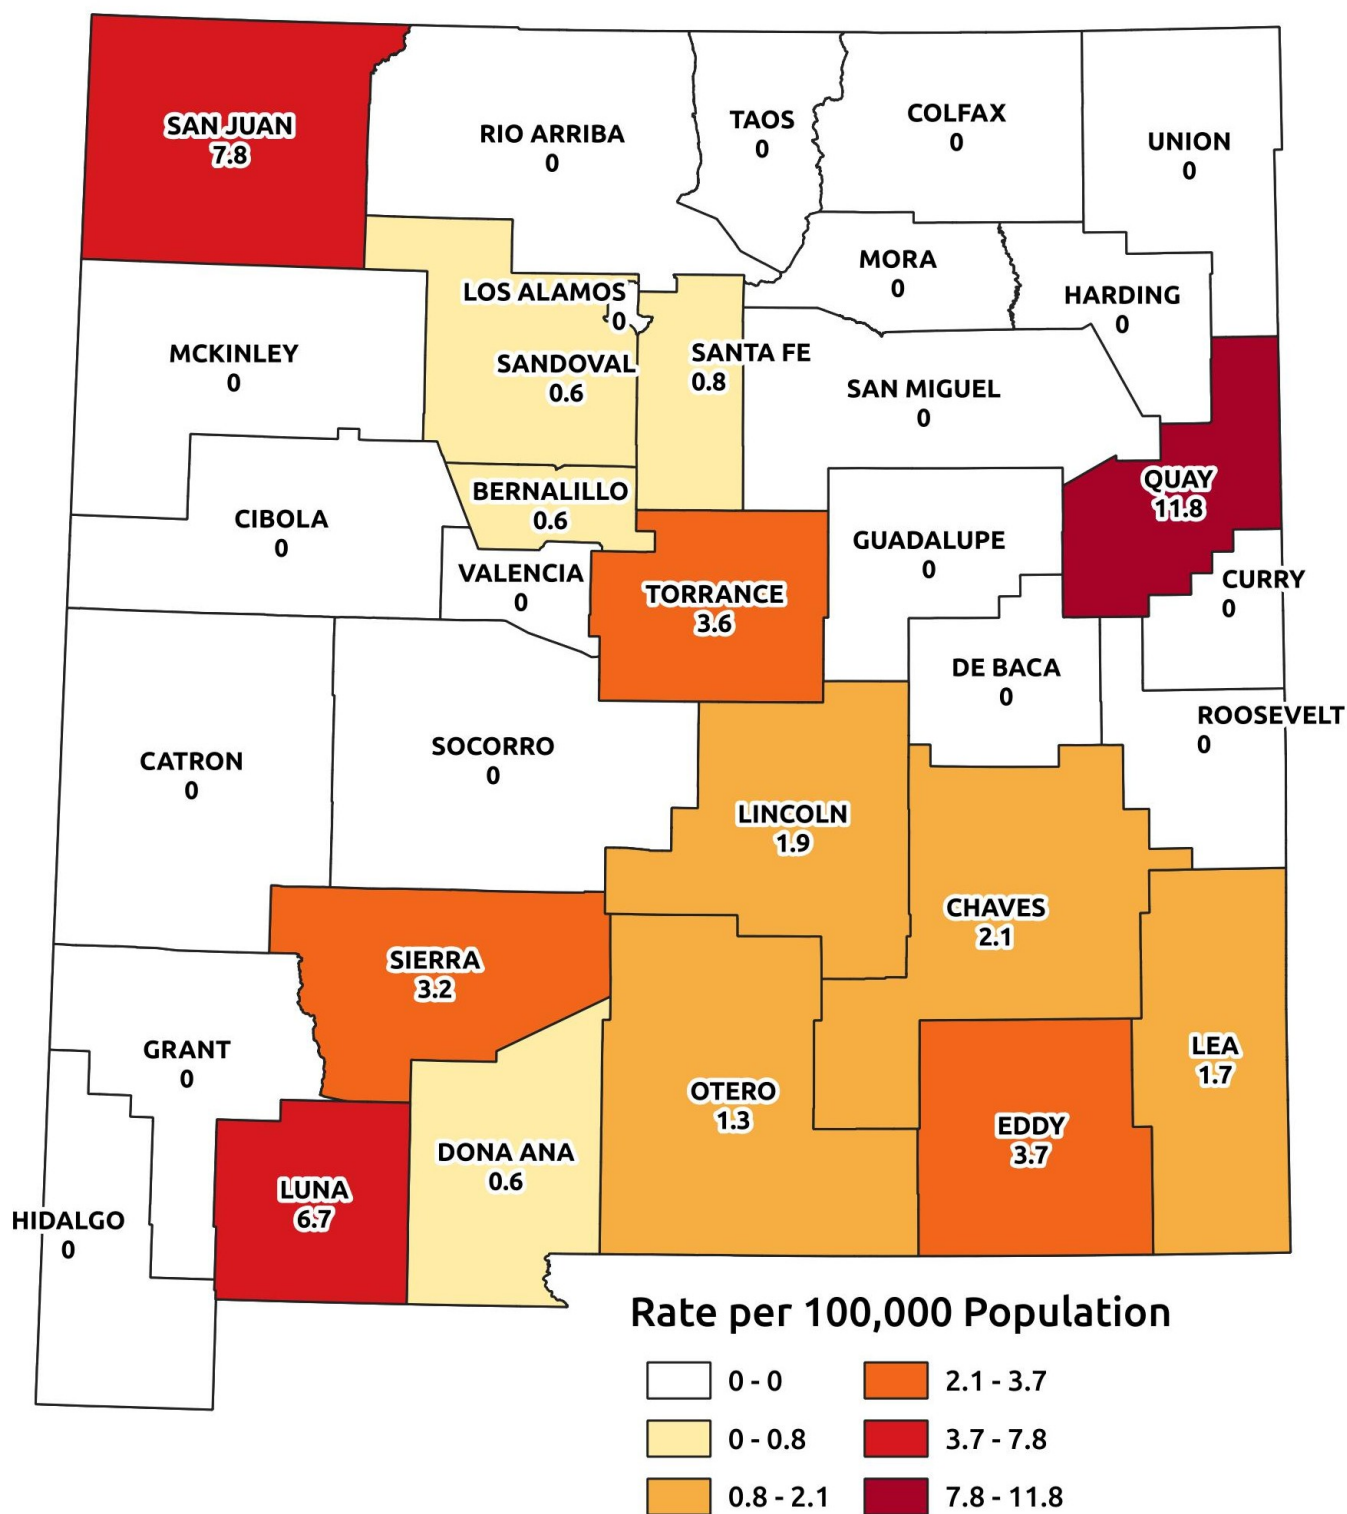 SAN JUAN
7.8
RIO ARRIBA
0
TAOS
0
COLFAX
0
UNION
0
MORA
0
HARDING
0
LOS ALAMOS
0
MCKINLEY
0
SANDOVAL
0.6
SANTA FE
0.8
SAN MIGUEL
0
QUAY
11.8
BERNALILLO
0.6
CIBOLA
0
GUADALUPE
0
VALENCIA
0
CURRY
0
TORRANCE
3.6
DE BACA
0
ROOSEVELT
0
CATRON
0
SOCORRO
0
LINCOLN
1.9
CHAVES
2.1
SIERRA
3.2
GRANT
0
LEA
1.7
OTERO
1.3
EDDY
3.7
DONA ANA
0.6
LUNA
6.7
HIDALGO
0
Rate per 100,000 Population
0 - 0
0 - 0.8
0.8 - 2.1
2.1 - 3.7
3.7 - 7.8
7.8 - 11.8